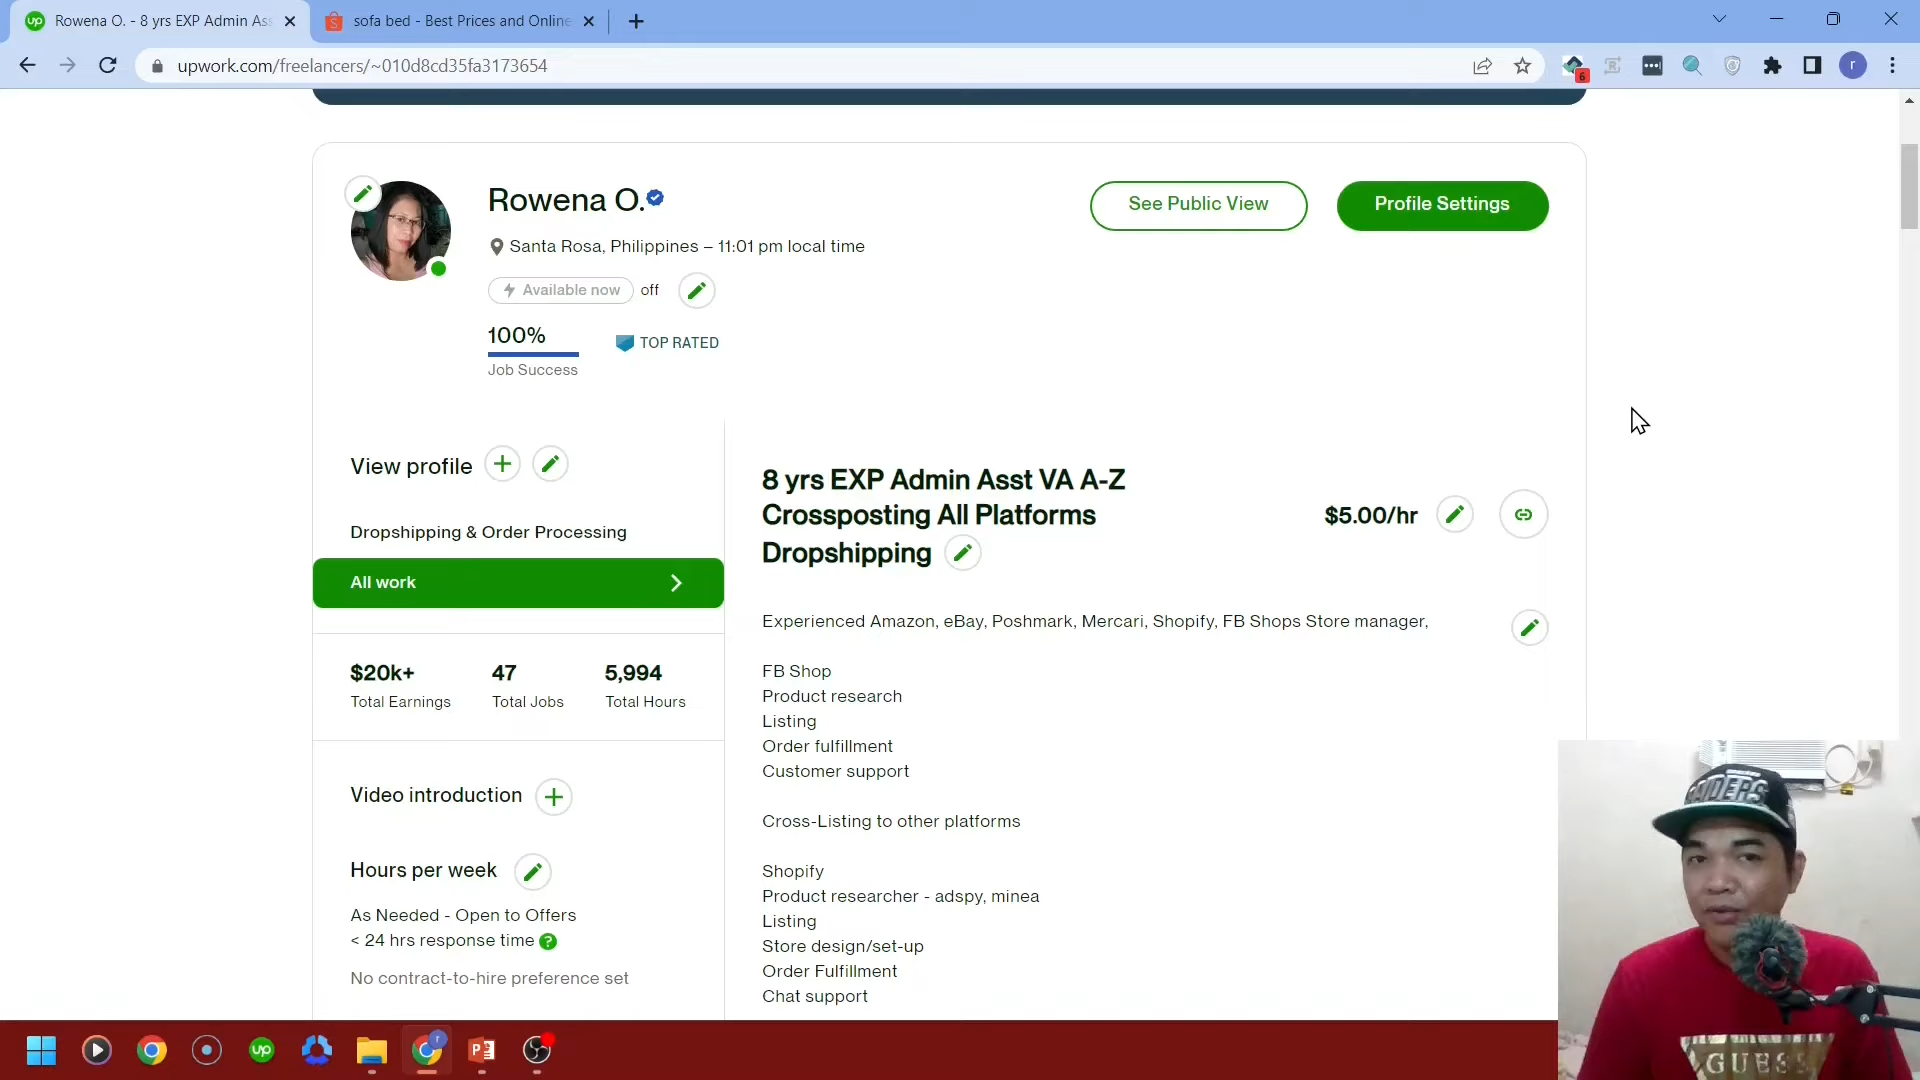 up Rowena O. - 8 yrs EXP Admin Ass
sofa bed - Best Prices and Online
upwork.com/freelancers/~010d8cd35fa3173654
6
r
Rowena O.
See Public View
Profile Settings
Santa Rosa, Philippines – 11:01 pm local time
Available now off
100%
TOP RATED
Job Success
View profile
Dropshipping & Order Processing
All work
$20k+ 47 5,994
Total Earnings Total Jobs Total Hours
Video introduction
Hours per week
As Needed - Open to Offers
< 24 hrs response time ?
No contract-to-hire preference set
8 yrs EXP Admin Asst VA A-Z
Crossposting All Platforms
Dropshipping
$5.00/hr
Experienced Amazon, eBay, Poshmark, Mercari, Shopify, FB Shops Store manager,
FB Shop
Product research
Listing
Order fulfillment
Customer support
Cross-Listing to other platforms
Shopify
Product researcher - adspy, minea
Listing
Store design/set-up
Order Fulfillment
Chat support
RAIDERS
GUESS
up
r
P